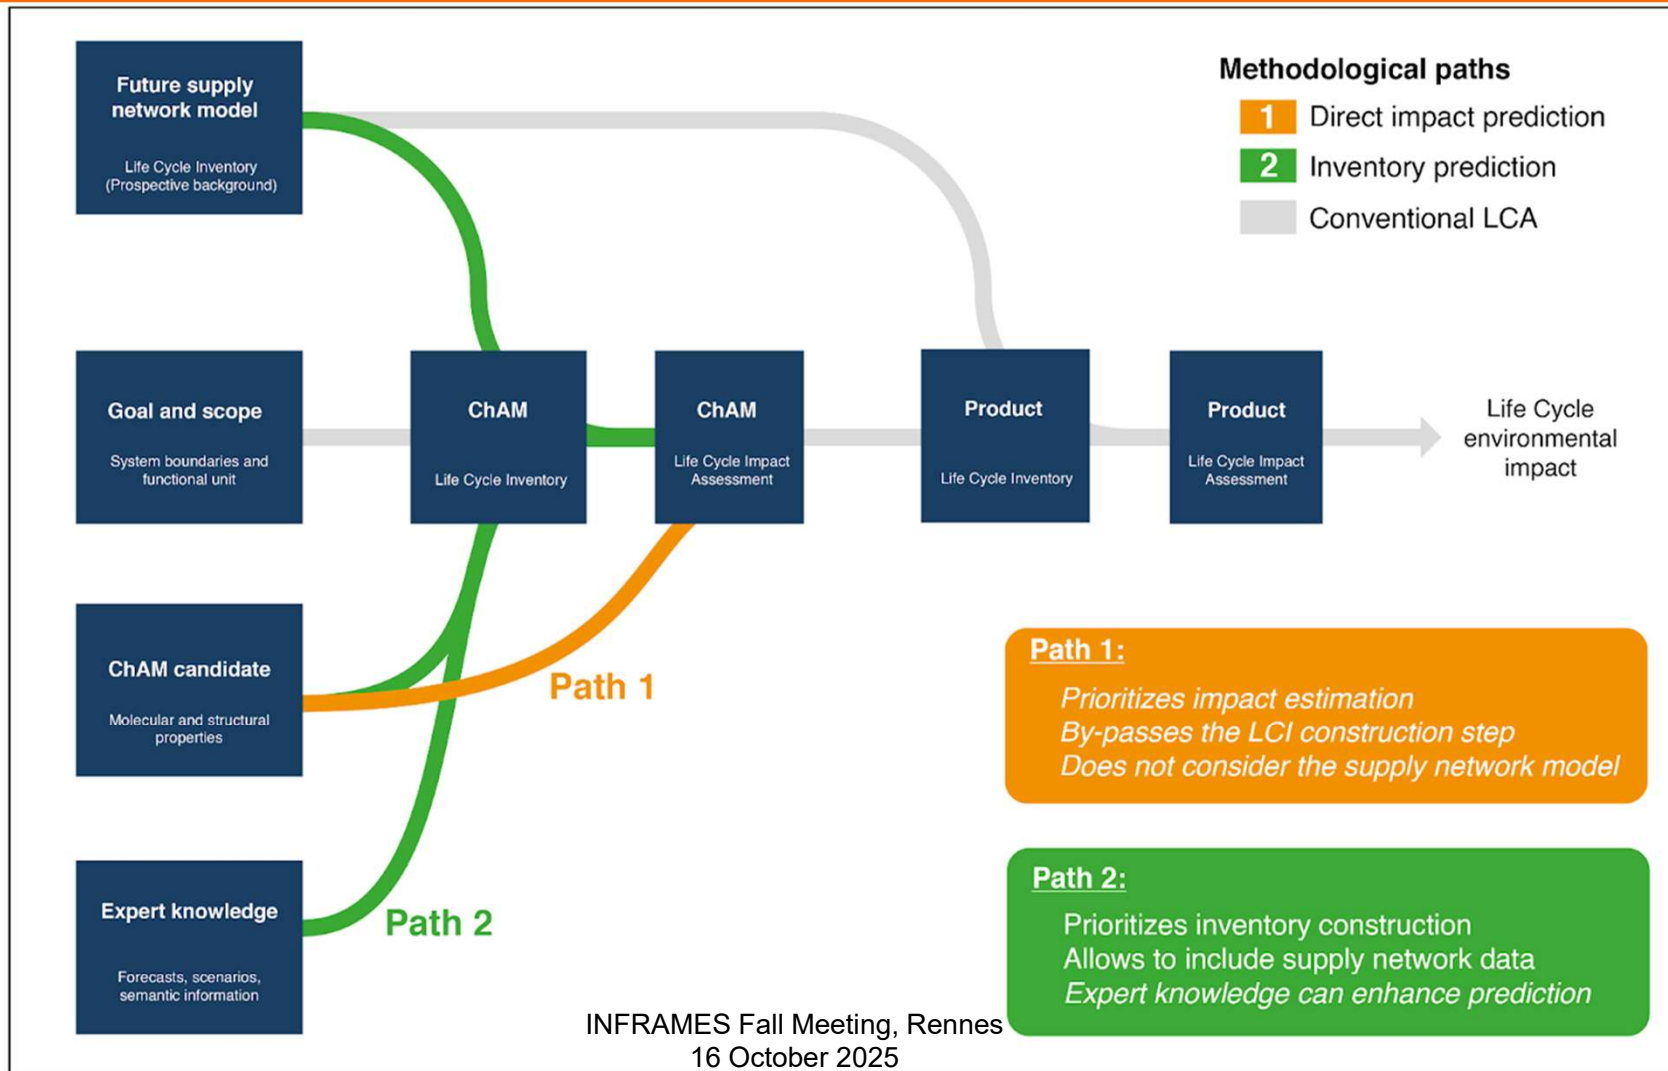 Future supply
network model
Life Cycle Inventory
(Prospective background)
Methodological paths
1 Direct impact prediction
2 Inventory prediction
Conventional LCA
Goal and scope
System boundaries and
functional unit
ChAM
Life Cycle Inventory
ChAM
Life Cycle Impact
Assessment
Product
Life Cycle Inventory
Product
Life Cycle Impact
Assessment
Life Cycle
environmental
impact
ChAM candidate
Molecular and structural
properties
Path 1
Path 1:
Prioritizes impact estimation
By-passes the LCI construction step
Does not consider the supply network model
Expert knowledge
Forecasts, scenarios,
semantic information
Path 2
Path 2:
Prioritizes inventory construction
Allows to include supply network data
Expert knowledge can enhance prediction
INFRAMES Fall Meeting, Rennes
16 October 2025